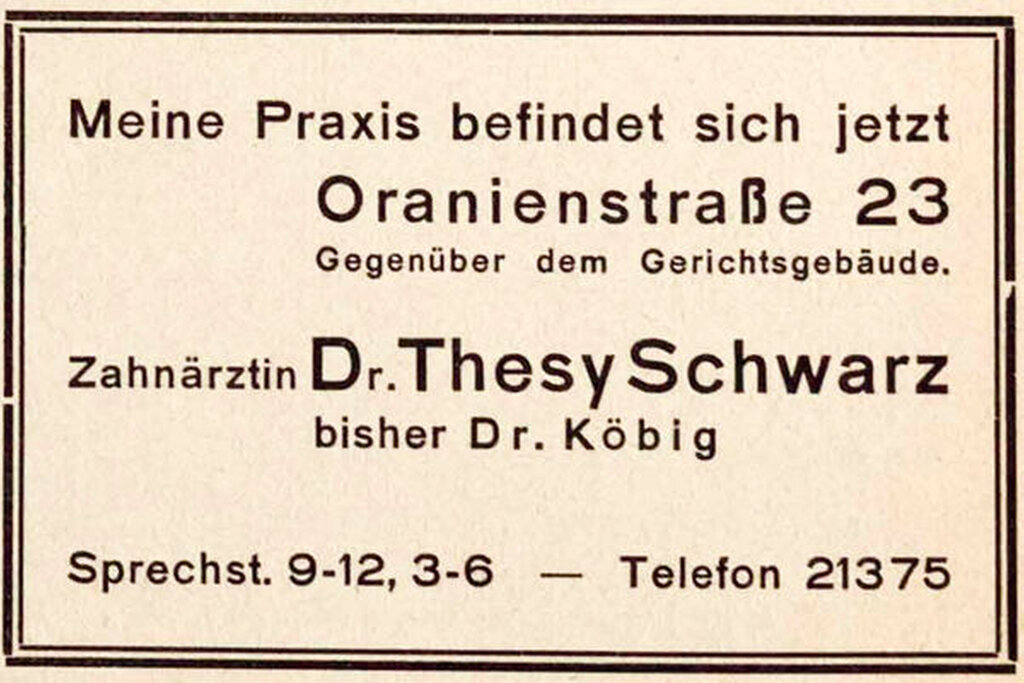 Meine Praxis befindet sich jetzt
Oranienstraße 23
Gegenüber dem Gerichtsgebäude.
Zahnärztin Dr. Thesy Schwarz
bisher Dr. Köbig
Sprechst. 9-12, 3-6 — Telefon 21375